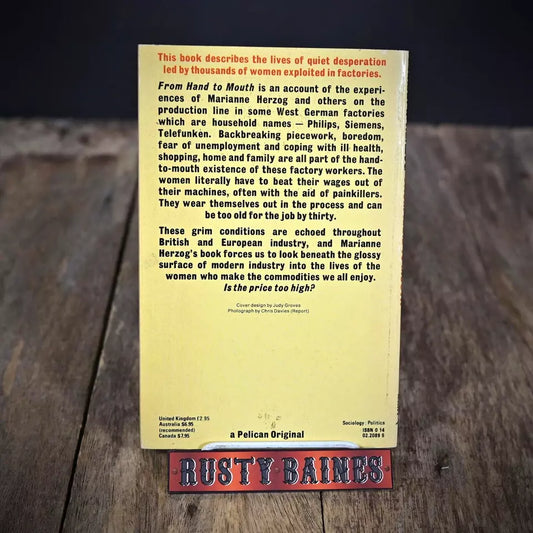 This book describes the lives of quiet desperation
led by thousands of women exploited in factories.
From Hand to Mouth is an account of the experi-
ences of Marianne Herzog and others on the
production line in some West German factories
which are household names — Philips, Siemens,
Telefunken. Backbreaking piecework, boredom,
fear of unemployment and coping with ill health,
shopping, home and family are all part of the hand-
to-mouth existence of these factory workers. The
women literally have to beat their wages out of
their machines, often with the aid of painkillers.
They wear themselves out in the process and can
be too old for the job by thirty.
These grim conditions are echoed throughout
British and European industry, and Marianne
Herzog's book forces us to look beneath the glossy
surface of modern industry into the lives of the
women who make the commodities we all enjoy.
Is the price too high?
Cover design by Judy Groves
Photograph by Chris Davies (Report)
United Kingdom £2.95
Australia $6.95
(recommended)
Canada $7.95
Sociology: Politics
ISBN 0 14
02.2089 5
a Pelican Original
RUSTY BAINES